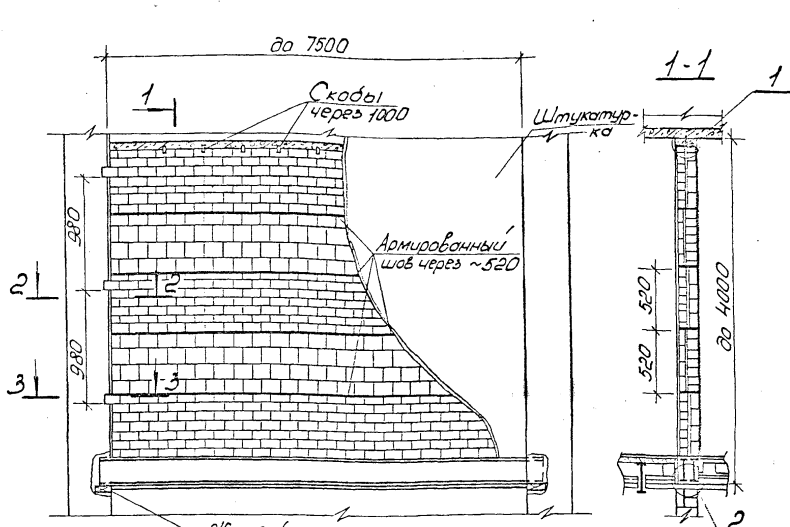 до 7500
1-1
1
1
Скобы
через 1000
Штукатур-
ка
980
Армированный
шов через ~520
2
2
520
до 4000
980
520
3
3
2